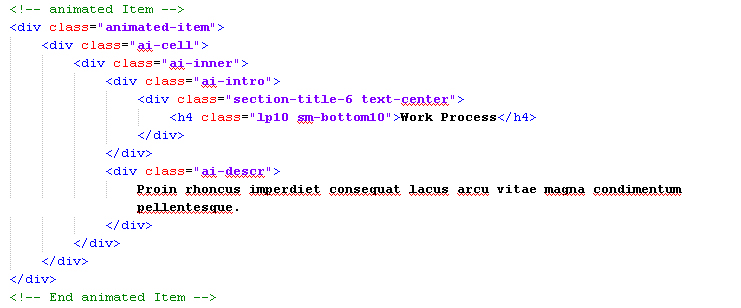 <!-- animated Item -->
<div class="animated-item">
<div class="ai-cell">
<div class="ai-inner">
<div class="ai-intro">
<div class="section-title-6 text-center">
<h4 class="lp10 sm-bottom10">Work Process</h4>
</div>
</div>
<div class="ai-descr">
Proin rhoncus imperdiet consequat lacus arcu vitae magna condimentum
pellentesque.
</div>
</div>
</div>
</div>
<!-- End animated Item -->